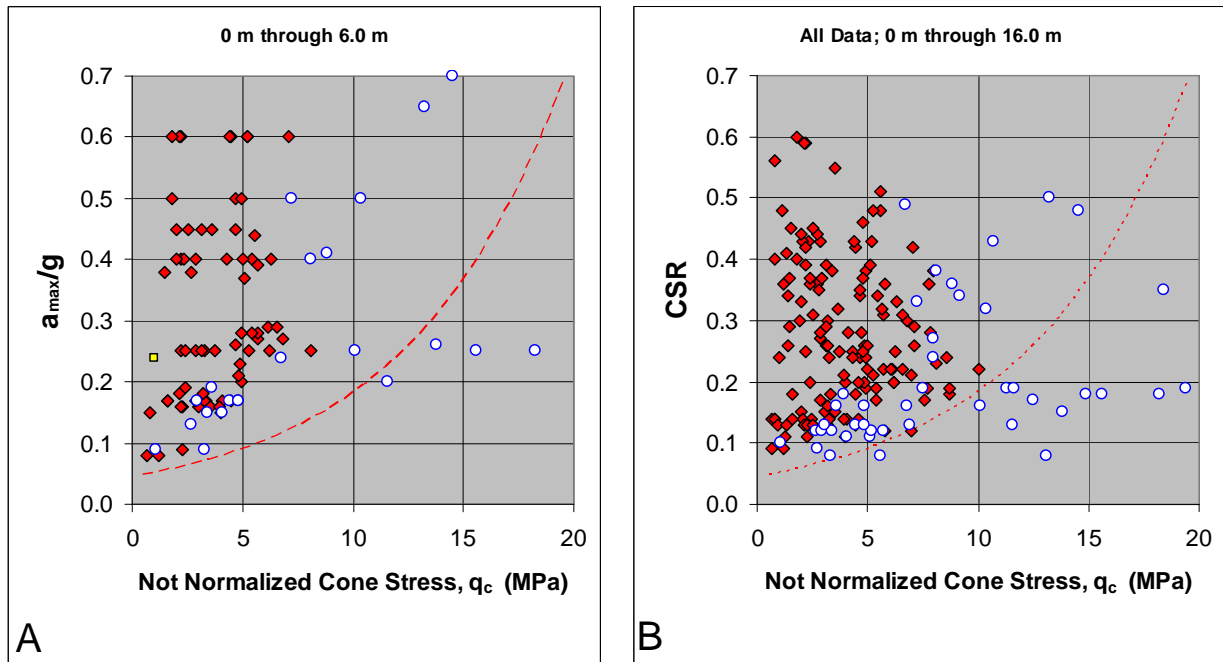 0 m through 6.0 m
a max/g
0.7
0.6
0.5
0.4
0.3
0.2
0.1
0.0
0 5 10 15 20
Not Normalized Cone Stress, qc (MPa)
A
All Data; 0 m through 16.0 m
CSR
0.7
0.6
0.5
0.4
0.3
0.2
0.1
0.0
0 5 10 15 20
Not Normalized Cone Stress, qc (MPa)
B